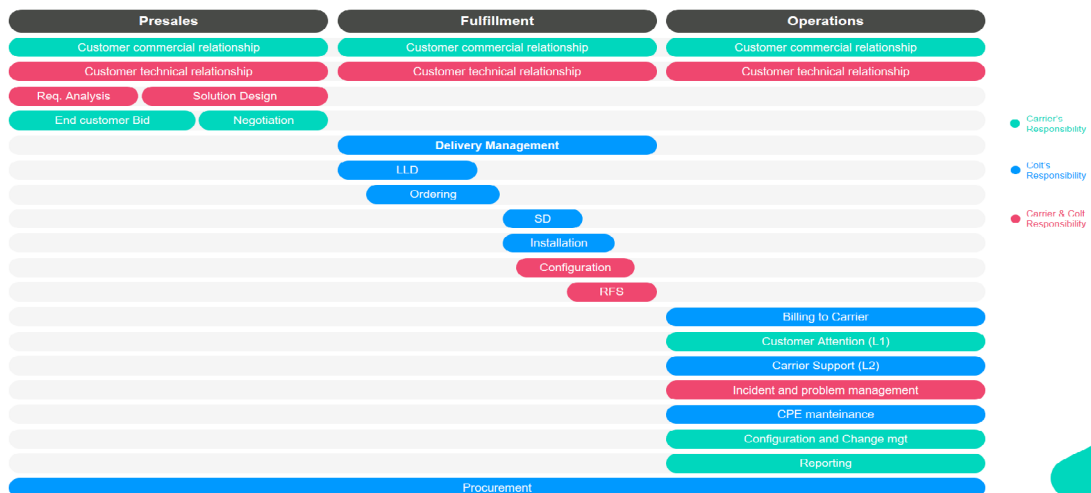 Presales
Fulfillment
Operations
Customer commercial relationship
Customer commercial relationship
Customer commercial relationship
Customer technical relationship
Customer technical relationship
Customer technical relationship
Req. Analysis
Solution Design
End customer Bid
Negotiation
Carrier's
Responsibility
Delivery Management
LLD
Colt's
Responsibility
Ordering
SD
Carrier & Colt
Responsibility
Installation
Configuration
RFS
Billing to Carrier
Customer Attention (L1)
Carrier Support (L2)
Incident and problem management
CPE manteinance
Configuration and Change mgt
Reporting
Procurement